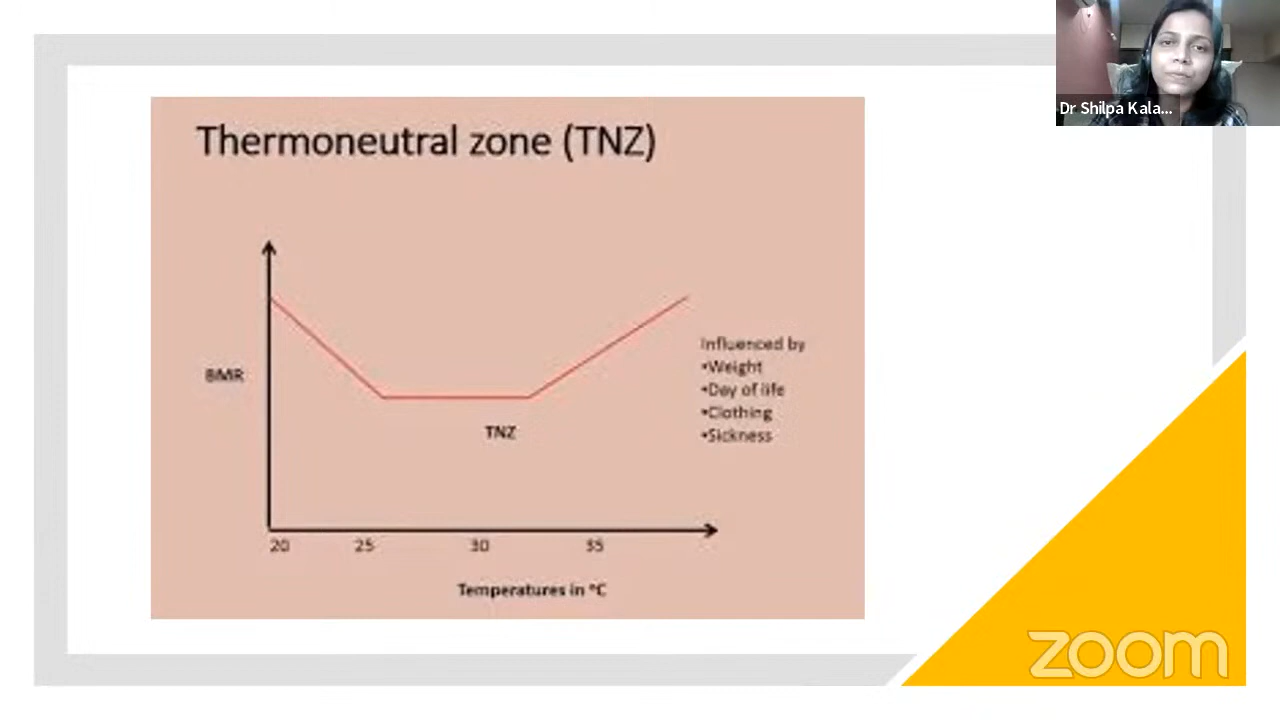 Dr Shilpa Kala...
Thermoneutral zone (TNZ)
BMR
TNZ
Influenced by
•Weight
•Day of life
•Clothing
•Sickness
20 25 30 35
Temperatures in °C
zoom